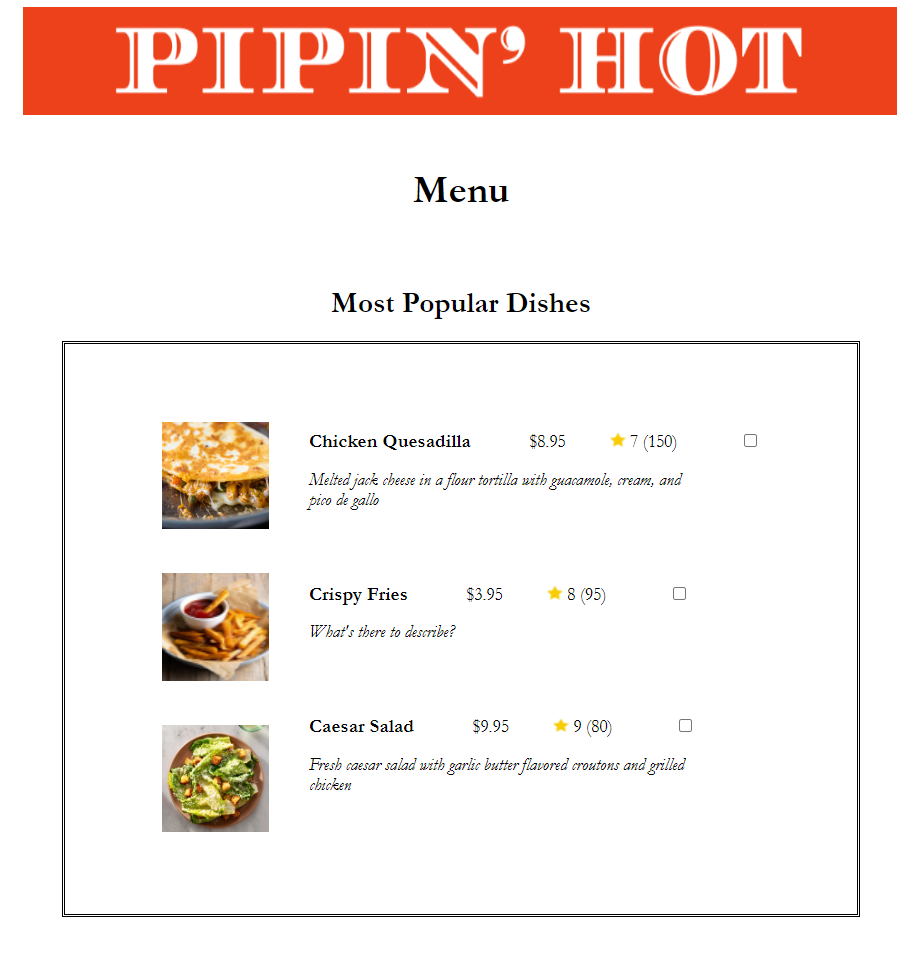 PIPIN' HOT
Menu
Most Popular Dishes
Chicken Quesadilla $8.95 7 (150)
Melted jack cheese in a flour tortilla with guacamole, cream, and
pico de gallo
Crispy Fries $3.95 8 (95)
What's there to describe?
Caesar Salad $9.95 9 (80)
Fresh caesar salad with garlic butter flavored croutons and grilled
chicken